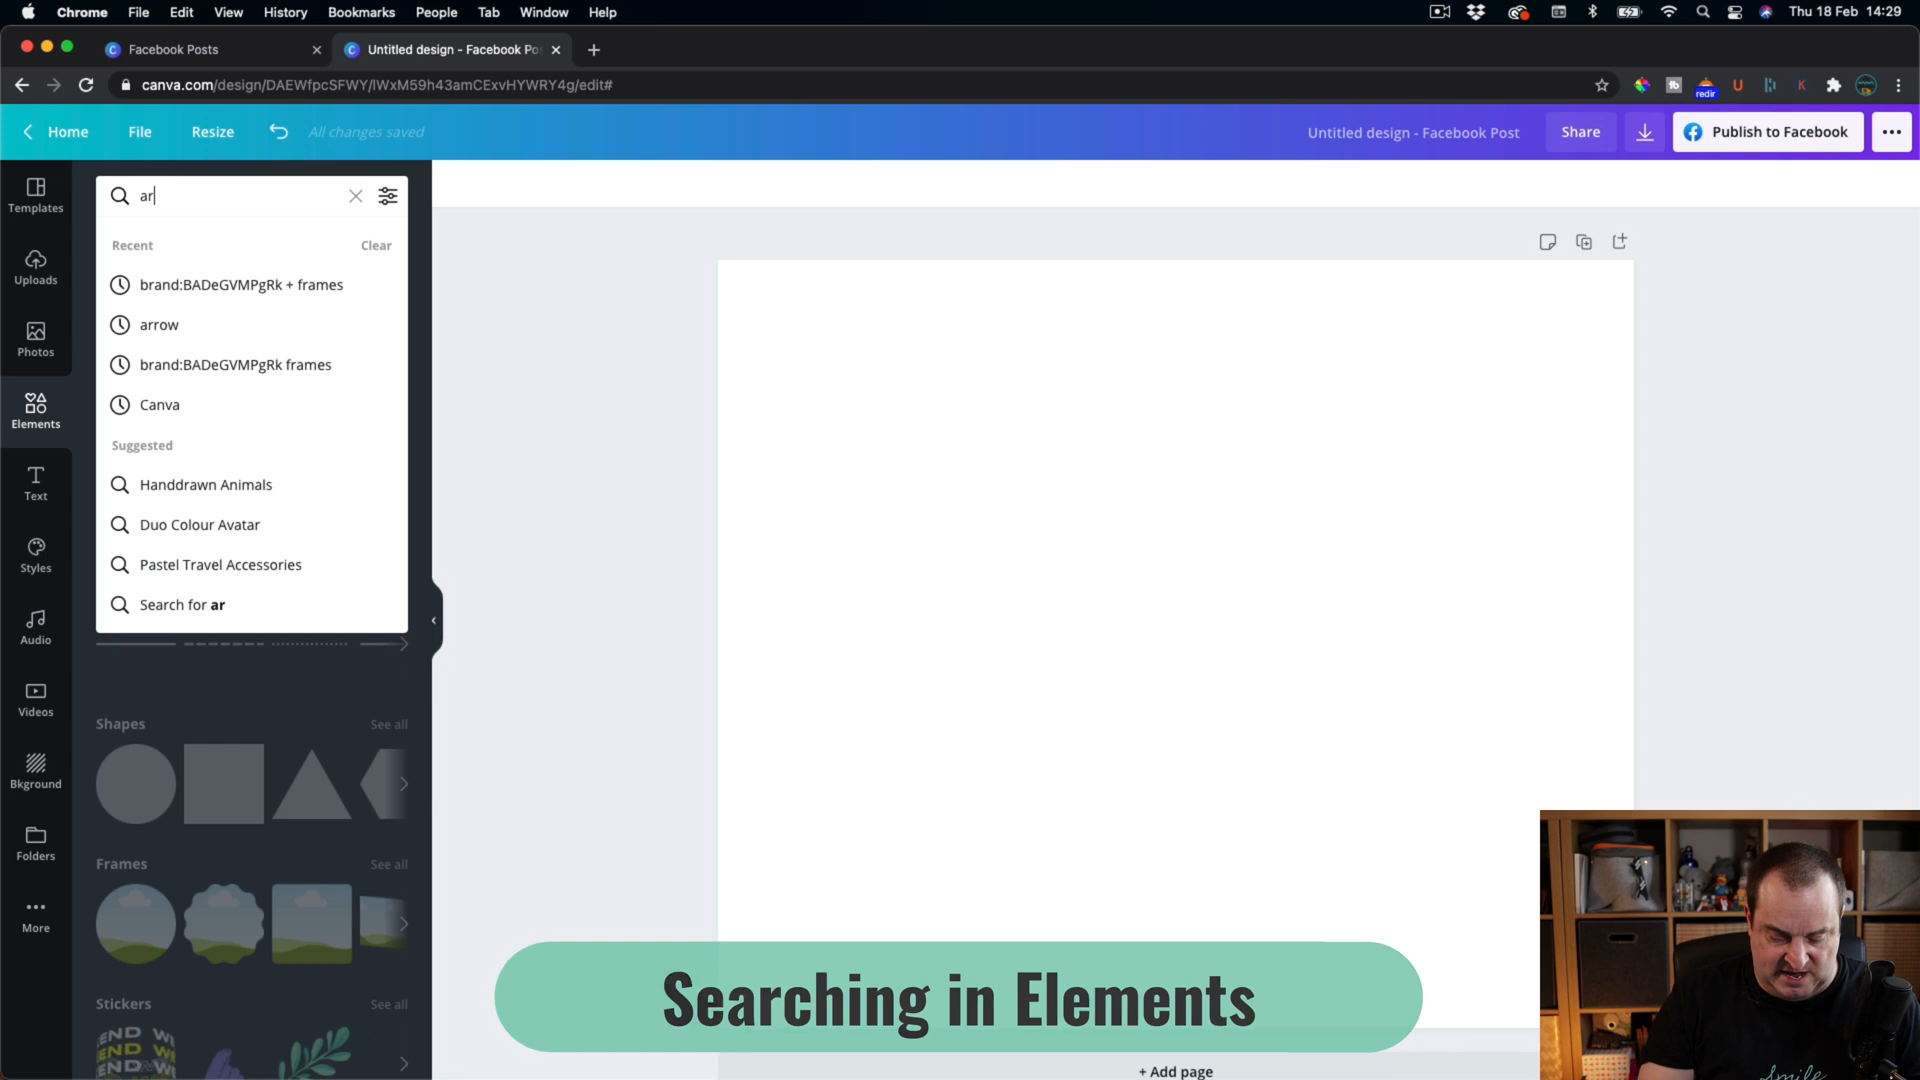 Chrome File Edit View History Bookmarks People Tab Window Help Thu 18 Feb 14:29
Facebook Posts
Untitled design - Facebook Po
canva.com/design/DAEWfpcSFWY/lWxM59h43amCExvHYWRY4g/edit#
redir
Home File Resize All changes saved Untitled design - Facebook Post Share Publish to Facebook
Templates
Uploads
Photos
Elements
Text
Styles
Audio
Videos
Bkground
Folders
More
ar
Recent Clear
brand:BADeGVMPgRk + frames
arrow
brand:BADeGVMPgRk frames
Canva
Suggested
Handdrawn Animals
Duo Colour Avatar
Pastel Travel Accessories
Search for ar
Shapes See all
Frames See all
Stickers See all
Searching in Elements
+ Add page
Smile